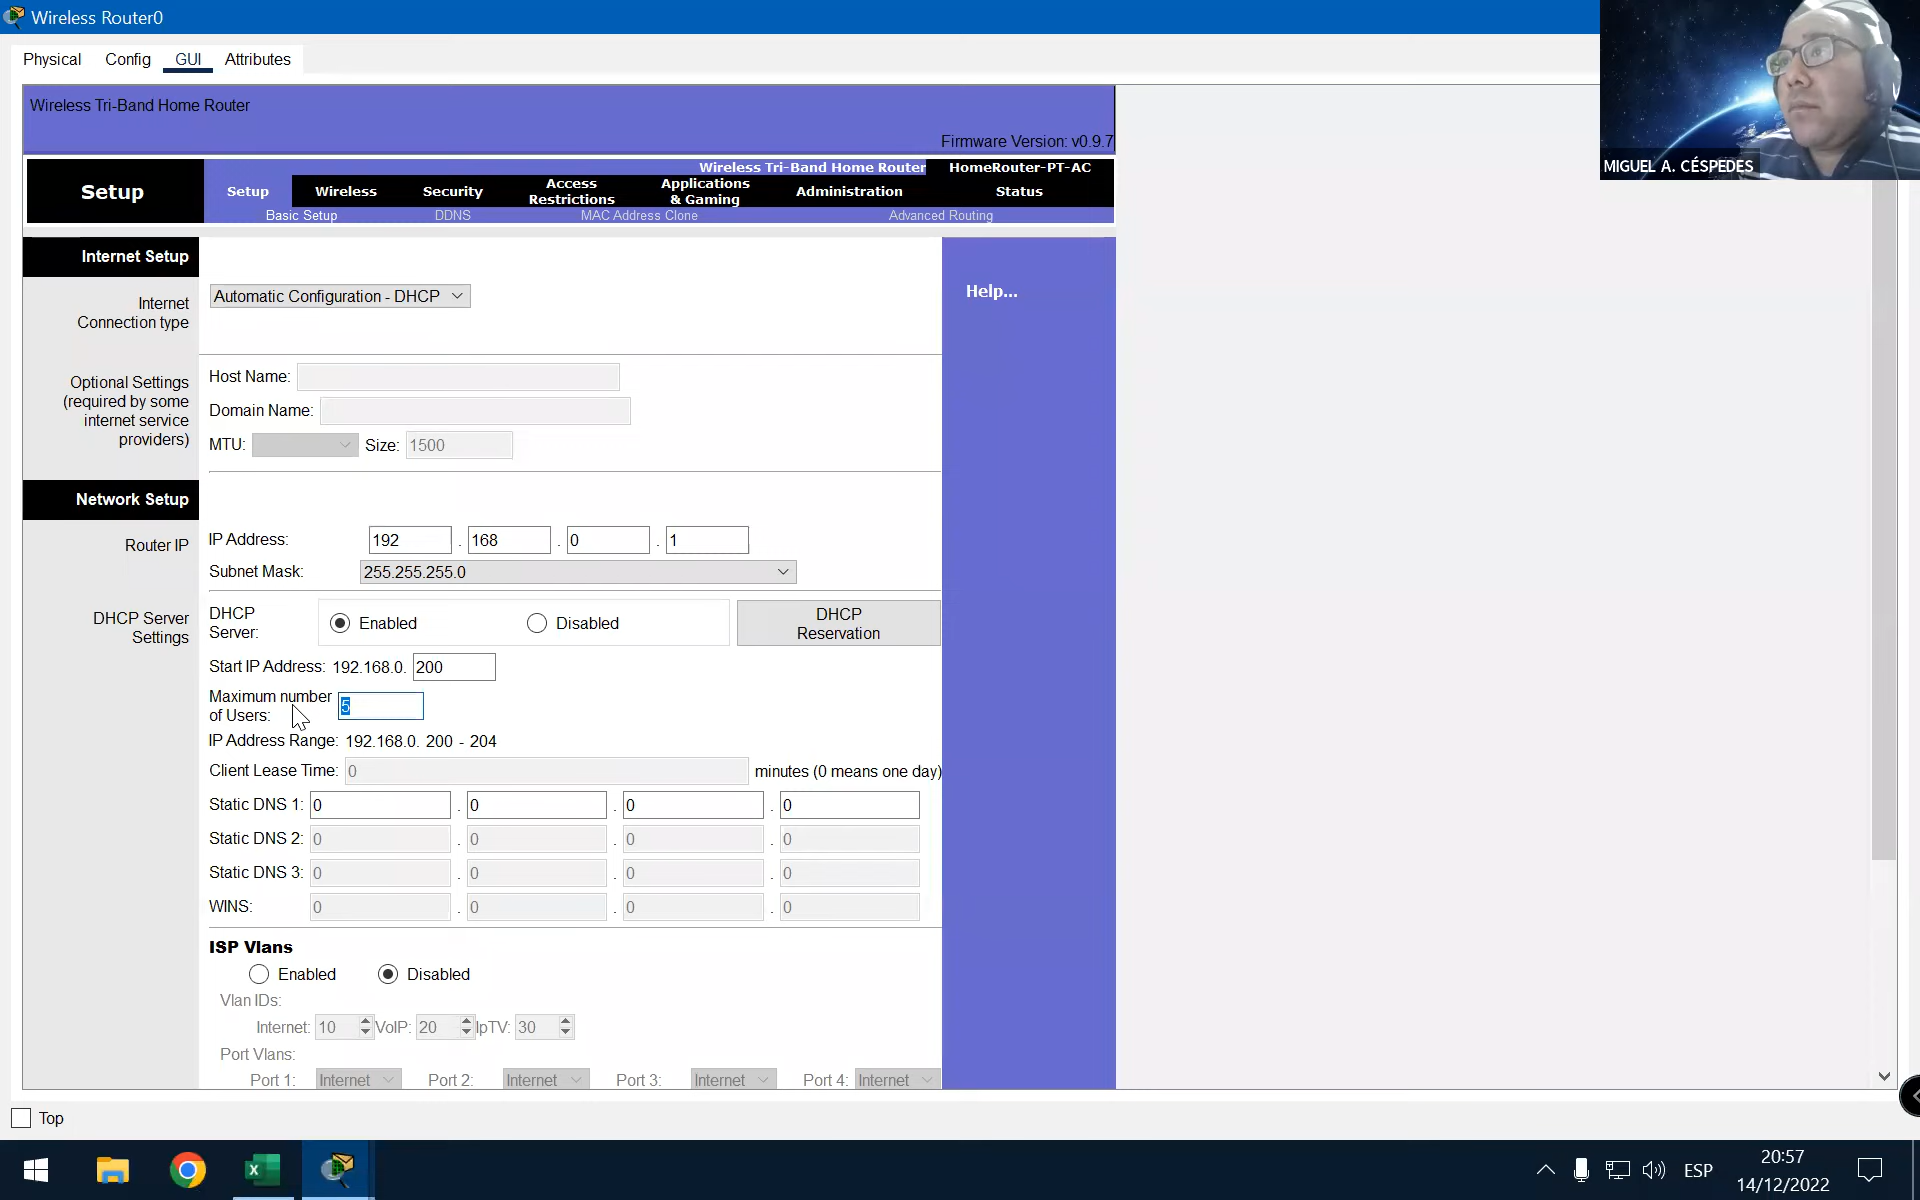 Wireless Router0
Physical Config GUI Attributes
Wireless Tri-Band Home Router
Firmware Version: v0.9.7
Wireless Tri-Band Home Router HomeRouter-PT-AC
Setup
Setup Wireless Security Access Restrictions Applications & Gaming Administration Status
Basic Setup DDNS MAC Address Clone Advanced Routing
MIGUEL A. CÉSPEDES
Internet Setup
Internet
Connection type
Automatic Configuration - DHCP
Help...
Optional Settings
(required by some
internet service
providers)
Host Name:
Domain Name:
MTU: Size: 1500
Network Setup
Router IP
IP Address: 192 . 168 . 0 . 1
Subnet Mask: 255.255.255.0
DHCP Server
Settings
DHCP
Server:
Enabled Disabled
DHCP
Reservation
Start IP Address: 192.168.0. 200
Maximum number
of Users: 5
IP Address Range: 192.168.0. 200 - 204
Client Lease Time: 0 minutes (0 means one day)
Static DNS 1: 0 . 0 . 0 . 0
Static DNS 2: 0 . 0 . 0 . 0
Static DNS 3: 0 . 0 . 0 . 0
WINS: 0 . 0 . 0 . 0
ISP Vlans
Enabled Disabled
Vlan IDs:
Internet: 10 VoIP: 20 IpTV: 30
Port Vlans:
Port 1: Internet Port 2: Internet Port 3: Internet Port 4: Internet
Top
ESP
20:57
14/12/2022